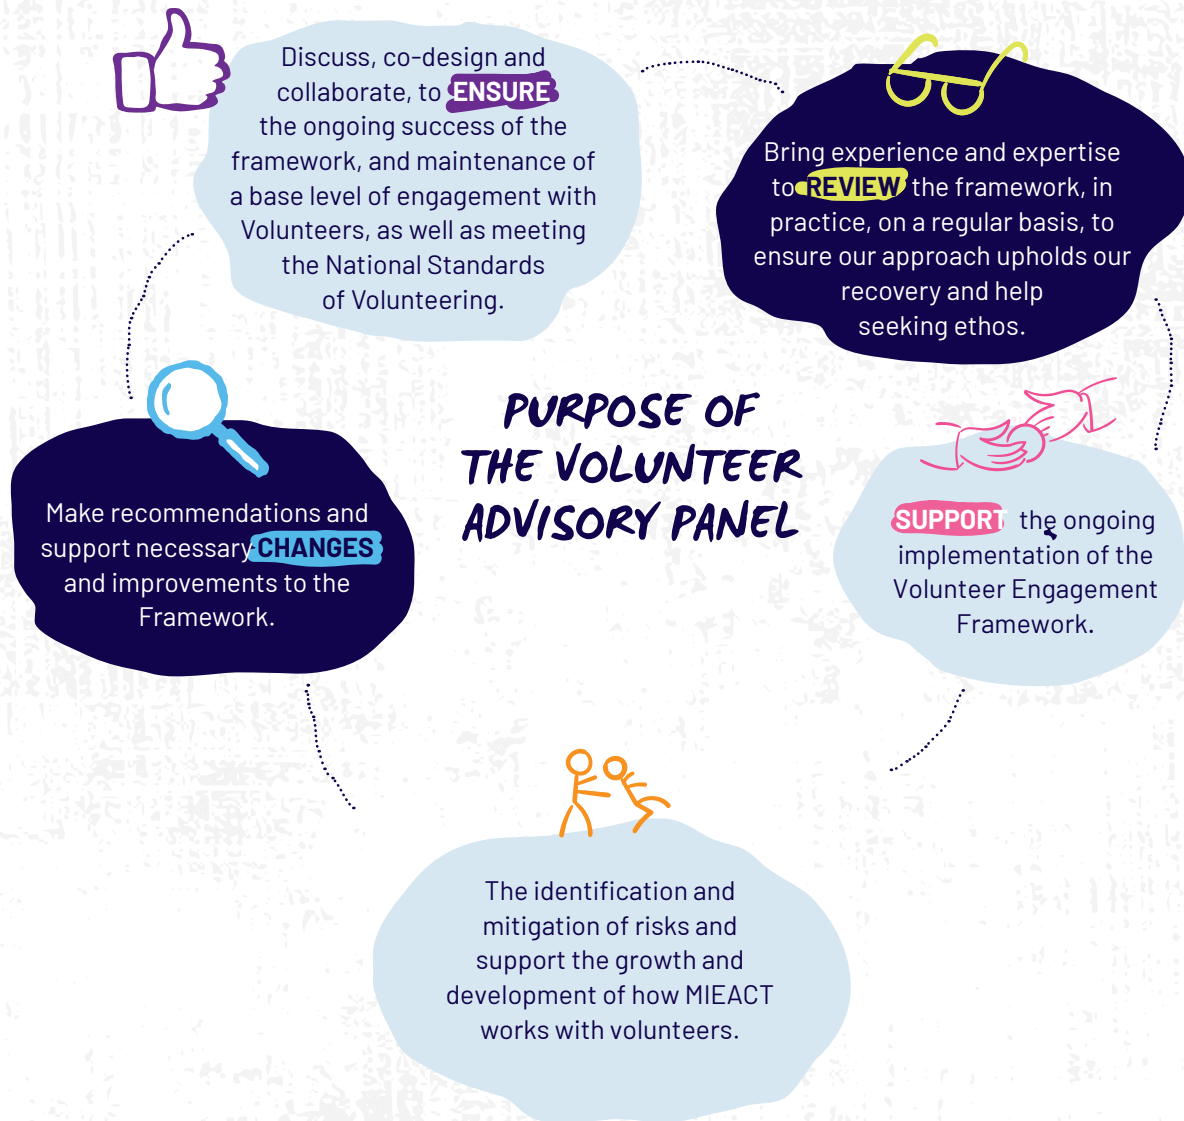 Discuss, co-design and
collaborate, to ENSURE
the ongoing success of the
framework, and maintenance of
a base level of engagement with
Volunteers, as well as meeting
the National Standards
of Volunteering.
Bring experience and expertise
to REVIEW the framework, in
practice, on a regular basis, to
ensure our approach upholds our
recovery and help
seeking ethos.
PURPOSE OF
THE VOLUNTEER
ADVISORY PANEL
Make recommendations and
support necessary CHANGES
and improvements to the
Framework.
SUPPORT the ongoing
implementation of the
Volunteer Engagement
Framework.
The identification and
mitigation of risks and
support the growth and
development of how MIEACT
works with volunteers.